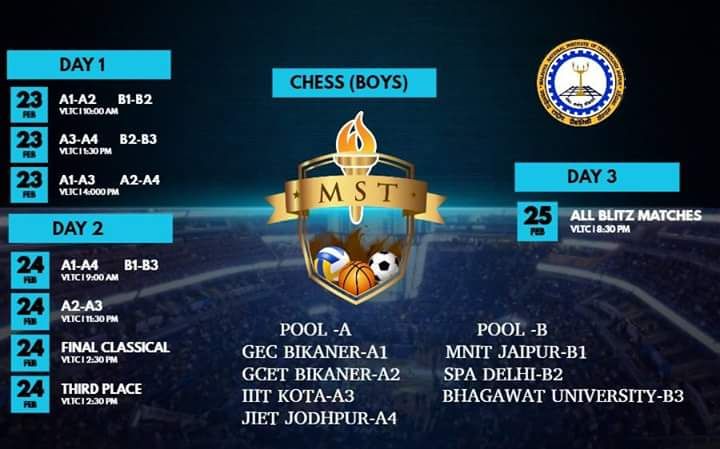 DAY 1
23 FEB A1-A2 B1-B2
VLTC | 10:00 AM
23 FEB A3-A4 B2-B3
VLTC | 1:30 PM
23 FEB A1-A3 A2-A4
VLTC | 4:000 PM
DAY 2
24 FEB A1-A4 B1-B3
VLTC | 9:00 AM
24 FEB A2-A3
VLTC | 11:30 PM
24 FEB FINAL CLASSICAL
VLTC | 2:30 PM
24 FEB THIRD PLACE
VLTC | 2:30 PM
CHESS (BOYS)
MST
POOL -A
GEC BIKANER-A1
GCET BIKANER-A2
IIIT KOTA-A3
JIET JODHPUR-A4
POOL -B
MNIT JAIPUR-B1
SPA DELHI-B2
BHAGAWAT UNIVERSITY-B3
DAY 3
25 FEB ALL BLITZ MATCHES
VLTC | 8:30 PM